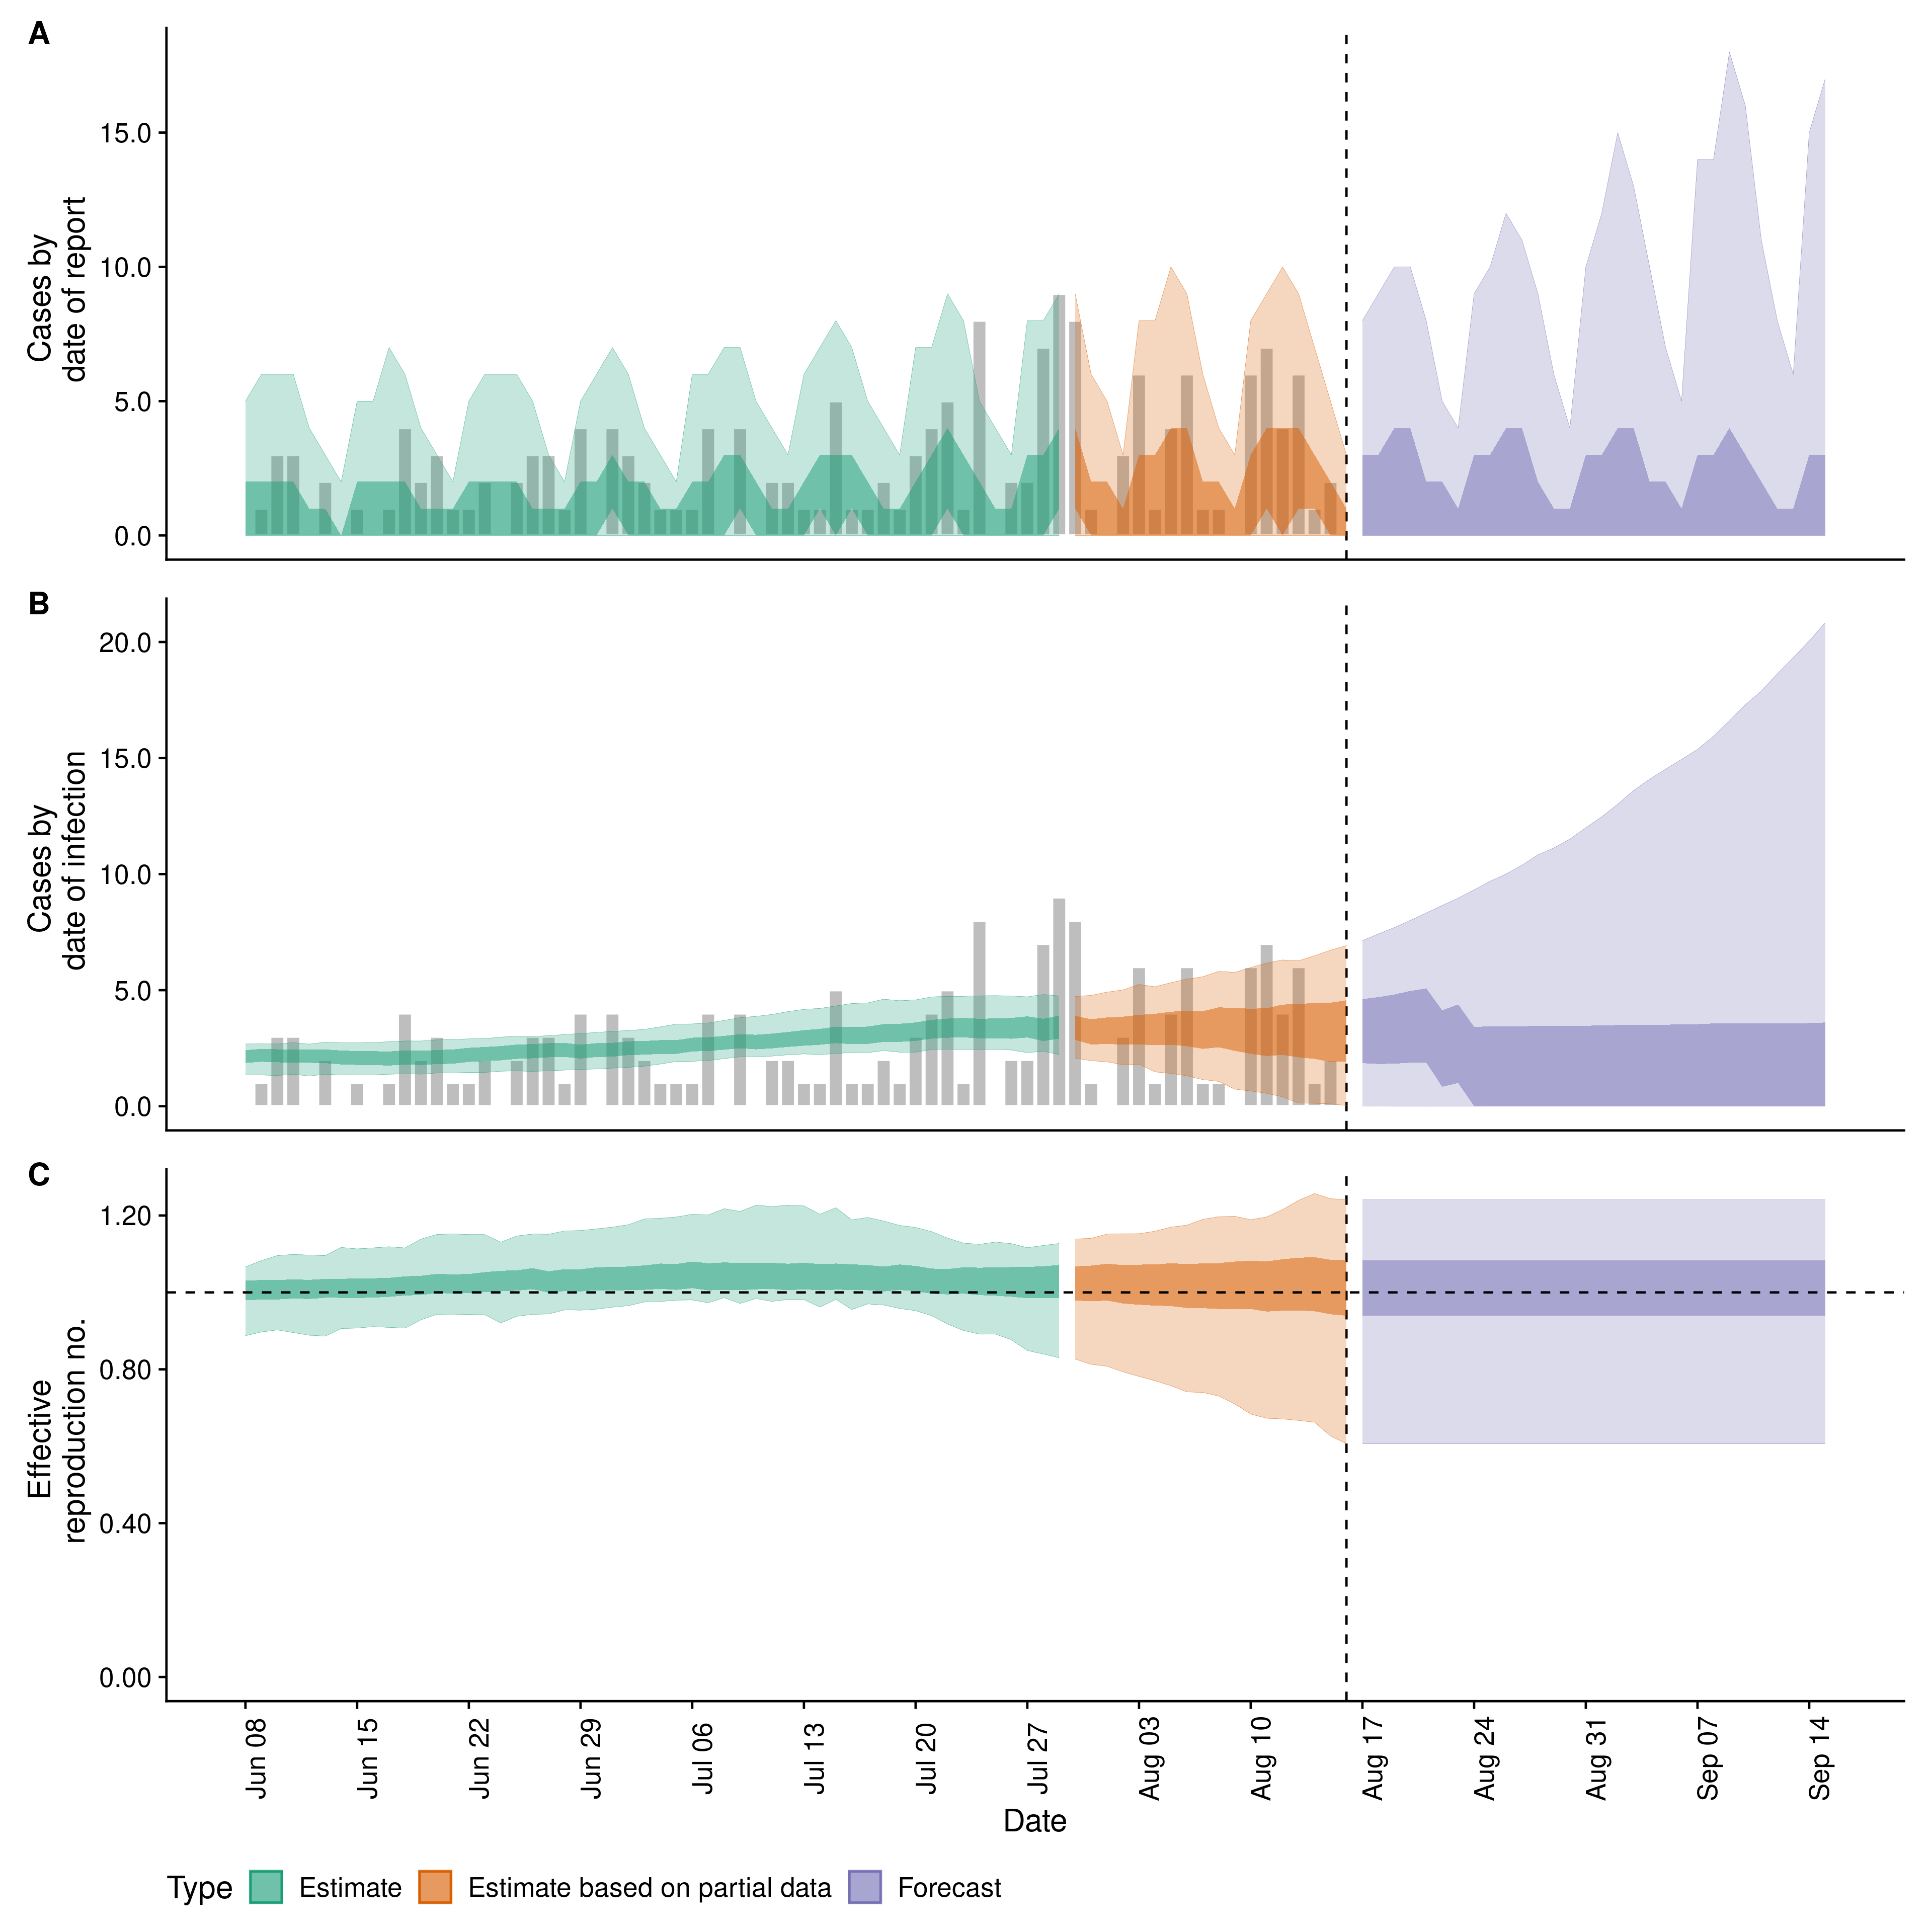 A
15.0
10.0
5.0
0.0
Cases by
date of report
B
20.0
15.0
10.0
5.0
0.0
Cases by
date of infection
C
1.20
0.80
0.40
0.00
Effective
reproduction no.
Jun 08
Jun 15
Jun 22
Jun 29
Jul 06
Jul 13
Jul 20
Jul 27
Aug 03
Aug 10
Aug 17
Aug 24
Aug 31
Sep 07
Sep 14
Date
Type Estimate Estimate based on partial data Forecast